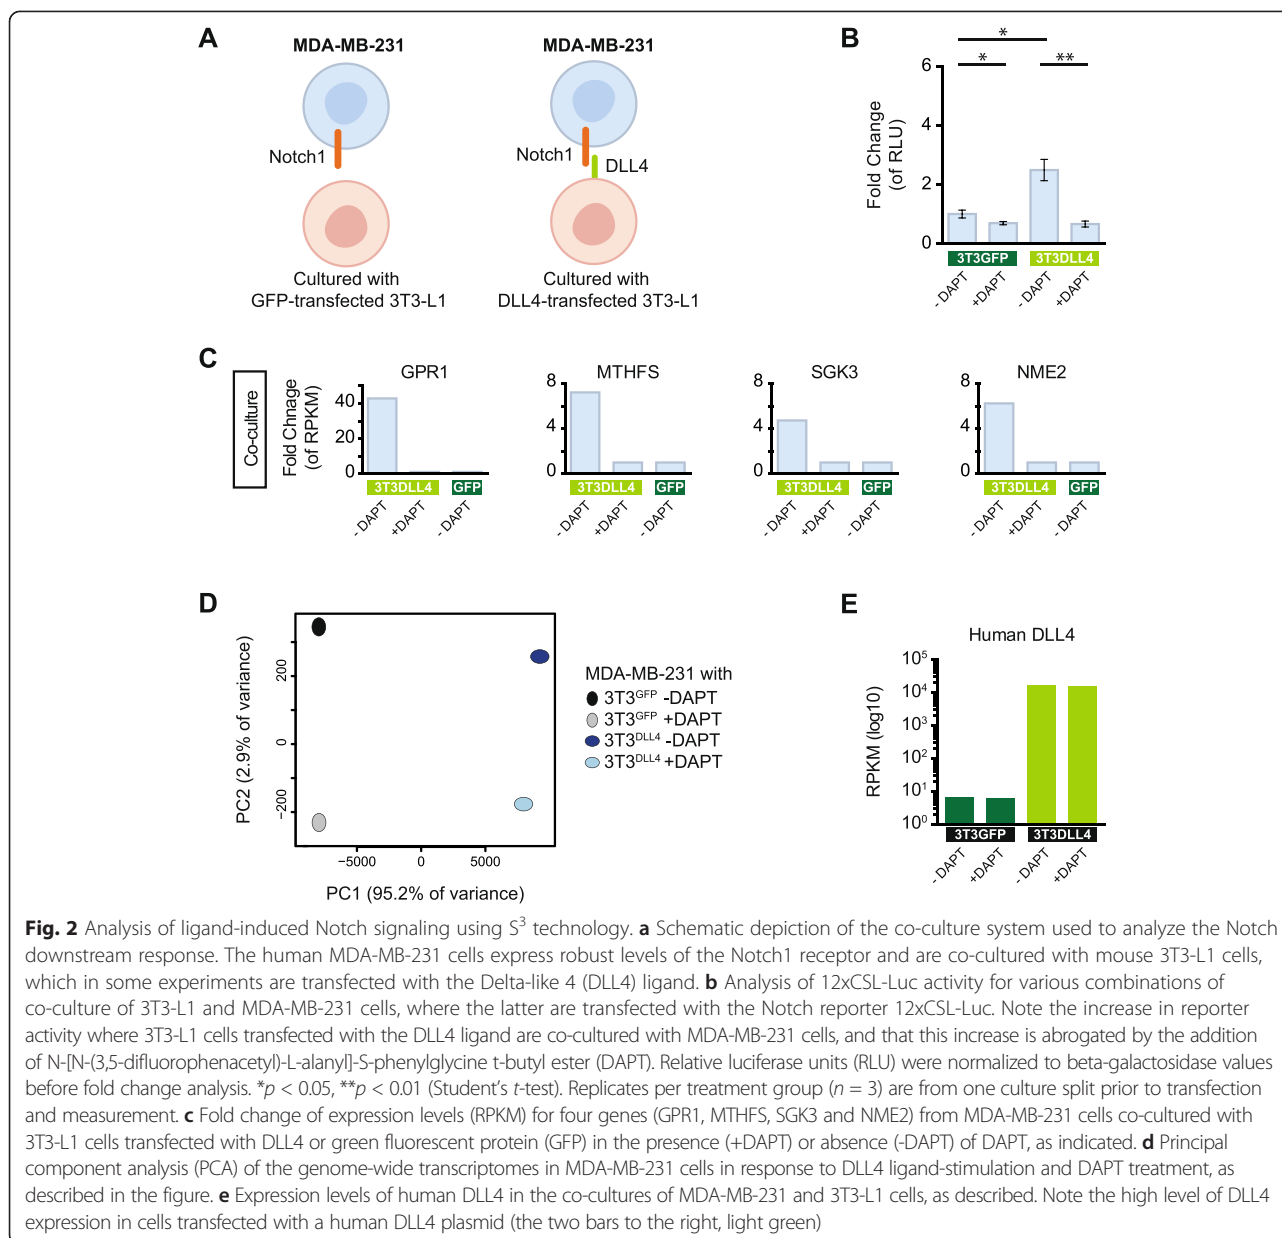 A
MDA-MB-231
MDA-MB-231
Notch1
Notch1
DLL4
Cultured with
GFP-transfected 3T3-L1
Cultured with
DLL4-transfected 3T3-L1
B
Fold Change
(of RLU)
6
4
2
0
*
*
**
3T3GFP
3T3DLL4
- DAPT
+DAPT
- DAPT
+DAPT
C
Co-culture
Fold Chnage
(of RPKM)
GPR1
40
20
0
3T3DLL4
GFP
- DAPT
+DAPT
- DAPT
MTHFS
8
4
0
3T3DLL4
GFP
- DAPT
+DAPT
- DAPT
SGK3
8
4
0
3T3DLL4
GFP
- DAPT
+DAPT
- DAPT
NME2
8
4
0
3T3DLL4
GFP
- DAPT
+DAPT
- DAPT
D
PC2 (2.9% of variance)
200
0
−200
−5000
0
5000
PC1 (95.2% of variance)
MDA-MB-231 with
3T3GFP -DAPT
3T3GFP +DAPT
3T3DLL4 -DAPT
3T3DLL4 +DAPT
E
Human DLL4
RPKM (log10)
10⁵
10⁴
10³
10²
10¹
10⁰
3T3GFP
3T3DLL4
- DAPT
+DAPT
- DAPT
+DAPT
Fig. 2 Analysis of ligand-induced Notch signaling using S³ technology. a Schematic depiction of the co-culture system used to analyze the Notch
downstream response. The human MDA-MB-231 cells express robust levels of the Notch1 receptor and are co-cultured with mouse 3T3-L1 cells,
which in some experiments are transfected with the Delta-like 4 (DLL4) ligand. b Analysis of 12xCSL-Luc activity for various combinations of
co-culture of 3T3-L1 and MDA-MB-231 cells, where the latter are transfected with the Notch reporter 12xCSL-Luc. Note the increase in reporter
activity where 3T3-L1 cells transfected with the DLL4 ligand are co-cultured with MDA-MB-231 cells, and that this increase is abrogated by the addition
of N-[N-(3,5-difluorophenacetyl)-L-alanyl]-S-phenylglycine t-butyl ester (DAPT). Relative luciferase units (RLU) were normalized to beta-galactosidase values
before fold change analysis. *p < 0.05, **p < 0.01 (Student's t-test). Replicates per treatment group (n = 3) are from one culture split prior to transfection
and measurement. c Fold change of expression levels (RPKM) for four genes (GPR1, MTHFS, SGK3 and NME2) from MDA-MB-231 cells co-cultured with
3T3-L1 cells transfected with DLL4 or green fluorescent protein (GFP) in the presence (+DAPT) or absence (-DAPT) of DAPT, as indicated. d Principal
component analysis (PCA) of the genome-wide transcriptomes in MDA-MB-231 cells in response to DLL4 ligand-stimulation and DAPT treatment, as
described in the figure. e Expression levels of human DLL4 in the co-cultures of MDA-MB-231 and 3T3-L1 cells, as described. Note the high level of DLL4
expression in cells transfected with a human DLL4 plasmid (the two bars to the right, light green)